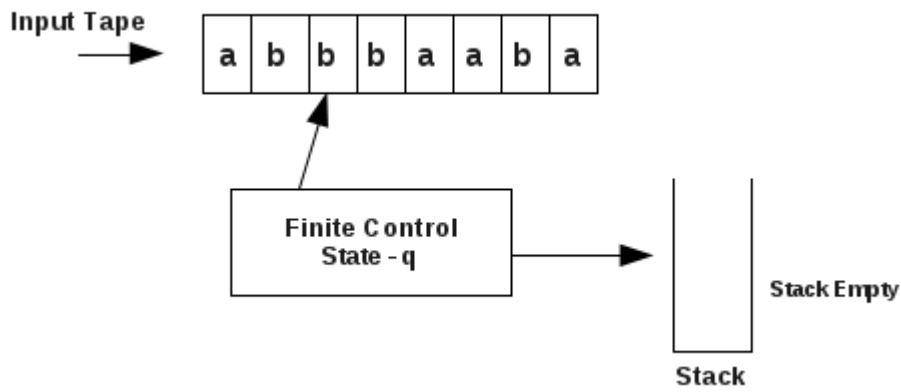 Input Tape
a b b b a a b a
Finite Control
State - q
Stack Empty
Stack